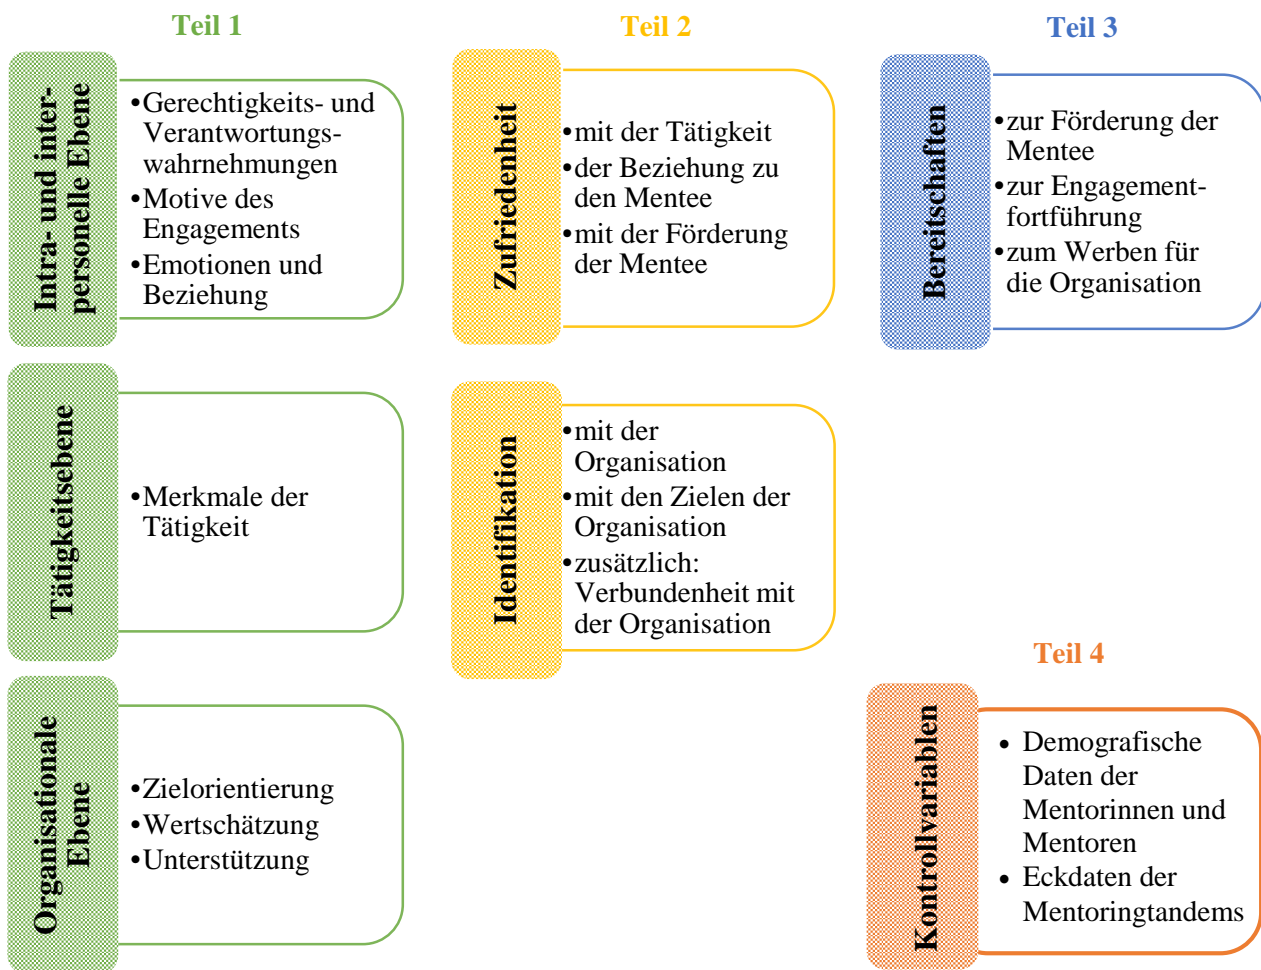 Teil 1
Intra- und inter-
personelle Ebene
•Gerechtigkeits- und
Verantwortungs-
wahrnehmungen
•Motive des
Engagements
•Emotionen und
Beziehung
Tätigkeitsebene
•Merkmale der
Tätigkeit
Organisationale
Ebene
•Zielorientierung
•Wertschätzung
•Unterstützung
Teil 2
Zufriedenheit
•mit der Tätigkeit
•der Beziehung zu
den Mentee
•mit der Förderung
der Mentee
Identifikation
•mit der
Organisation
•mit den Zielen der
Organisation
•zusätzlich:
Verbundenheit mit
der Organisation
Teil 3
Bereitschaften
•zur Förderung der
Mentee
•zur Engagement-
fortführung
•zum Werben für
die Organisation
Teil 4
Kontrollvariablen
• Demografische
Daten der
Mentorinnen und
Mentoren
• Eckdaten der
Mentoringtandems